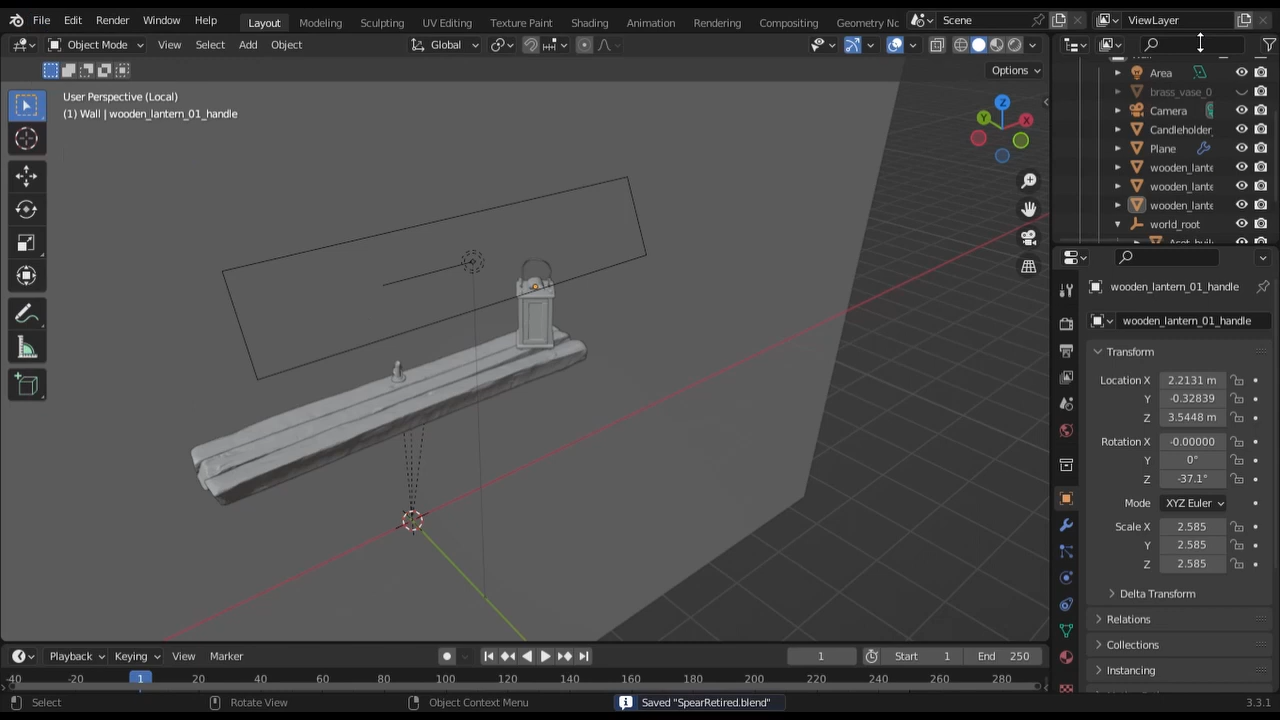 File Edit Render Window Help Layout Modeling Sculpting UV Editing Texture Paint Shading Animation Rendering Compositing Geometry Nc Scene ViewLayer
Object Mode View Select Add Object Global
Options
User Perspective (Local)
(1) Wall | wooden_lantern_01_handle
Z
Y
X
Area
brass_vase_0
Camera
Candleholder_
Plane
wooden_lante
wooden_lante
wooden_lante
world_root
wooden_lantern_01_handle
wooden_lantern_01_handle
Transform
Location X 2.2131 m
Y -0.32839
Z 3.5448 m
Rotation X -0.00000
Y 0°
Z -37.1°
Mode XYZ Euler
Scale X 2.585
Y 2.585
Z 2.585
Delta Transform
Relations
Collections
Instancing
Playback Keying View Marker 1 Start 1 End 250
-40 -20 1 20 40 60 80 100 120 140 160 180 200 220 240 260 280
Select Rotate View Object Context Menu Saved "SpearRetired.blend" 3.3.1